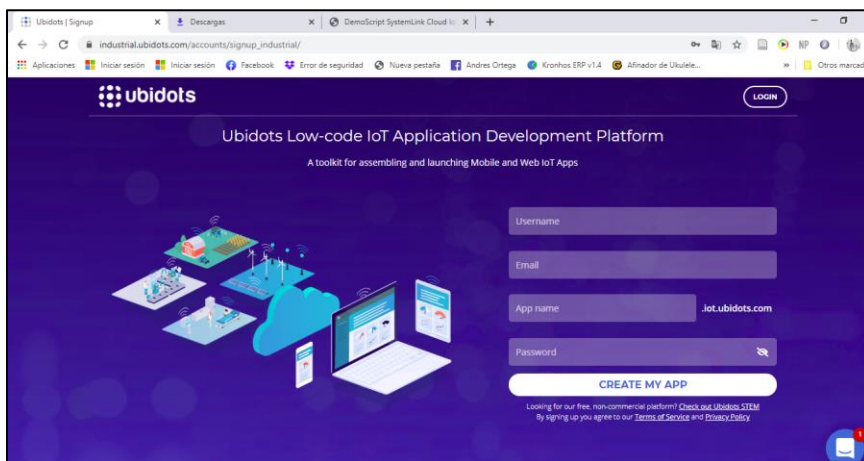 Ubidots | Signup
Descargas
DemoScript SystemLink Cloud Io
industrial.ubidots.com/accounts/signup_industrial/
NP
Aplicaciones Iniciar sesión Iniciar sesión Facebook Error de seguridad Nueva pestaña Andres Ortega Kronhos ERP v1.4 Afinador de Ukulele... » Otros marcad
ubidots
LOGIN
Ubidots Low-code IoT Application Development Platform
A toolkit for assembling and launching Mobile and Web IoT Apps
Username
Email
App name .iot.ubidots.com
Password
CREATE MY APP
Looking for our free, non-commercial platform? Check out Ubidots STEM
By signing up you agree to our Terms of Service and Privacy Policy
1